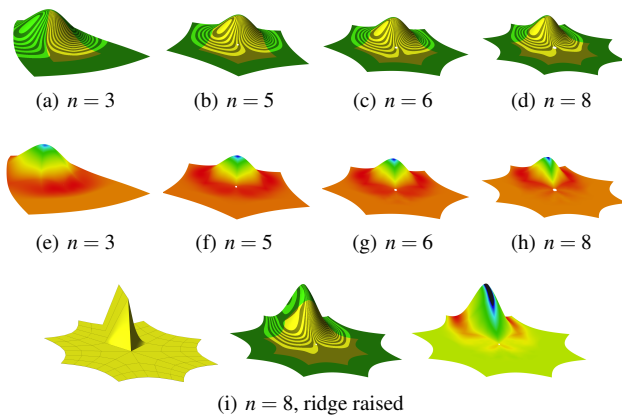 (a) n = 3
(b) n = 5
(c) n = 6
(d) n = 8
(e) n = 3
(f) n = 5
(g) n = 6
(h) n = 8
(i) n = 8, ridge raised